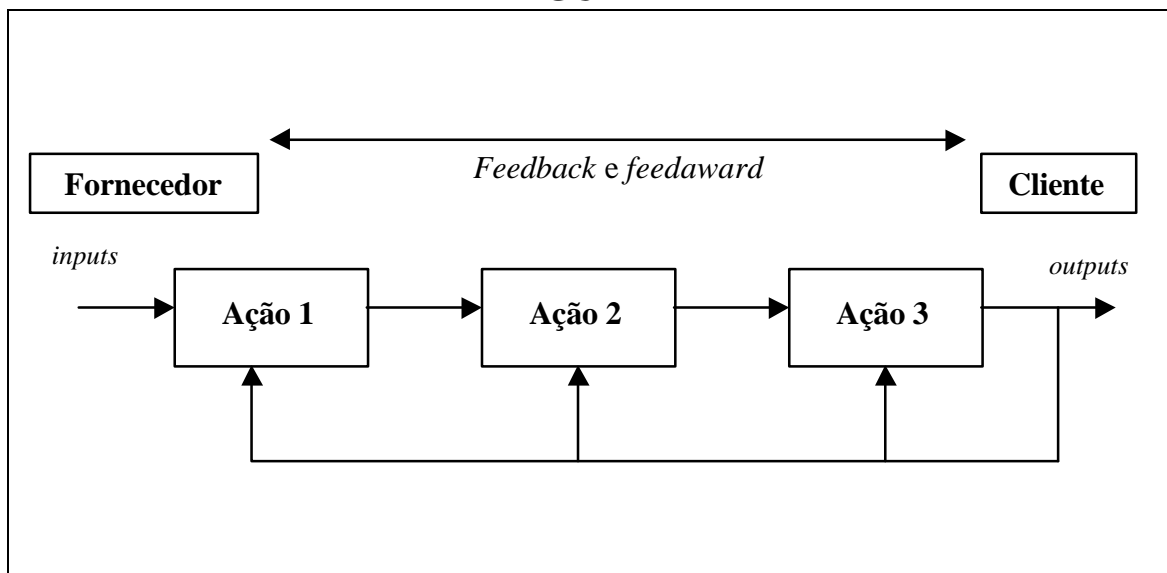 Feedback e feedaward
Fornecedor
Cliente
inputs
outputs
Ação 1
Ação 2
Ação 3